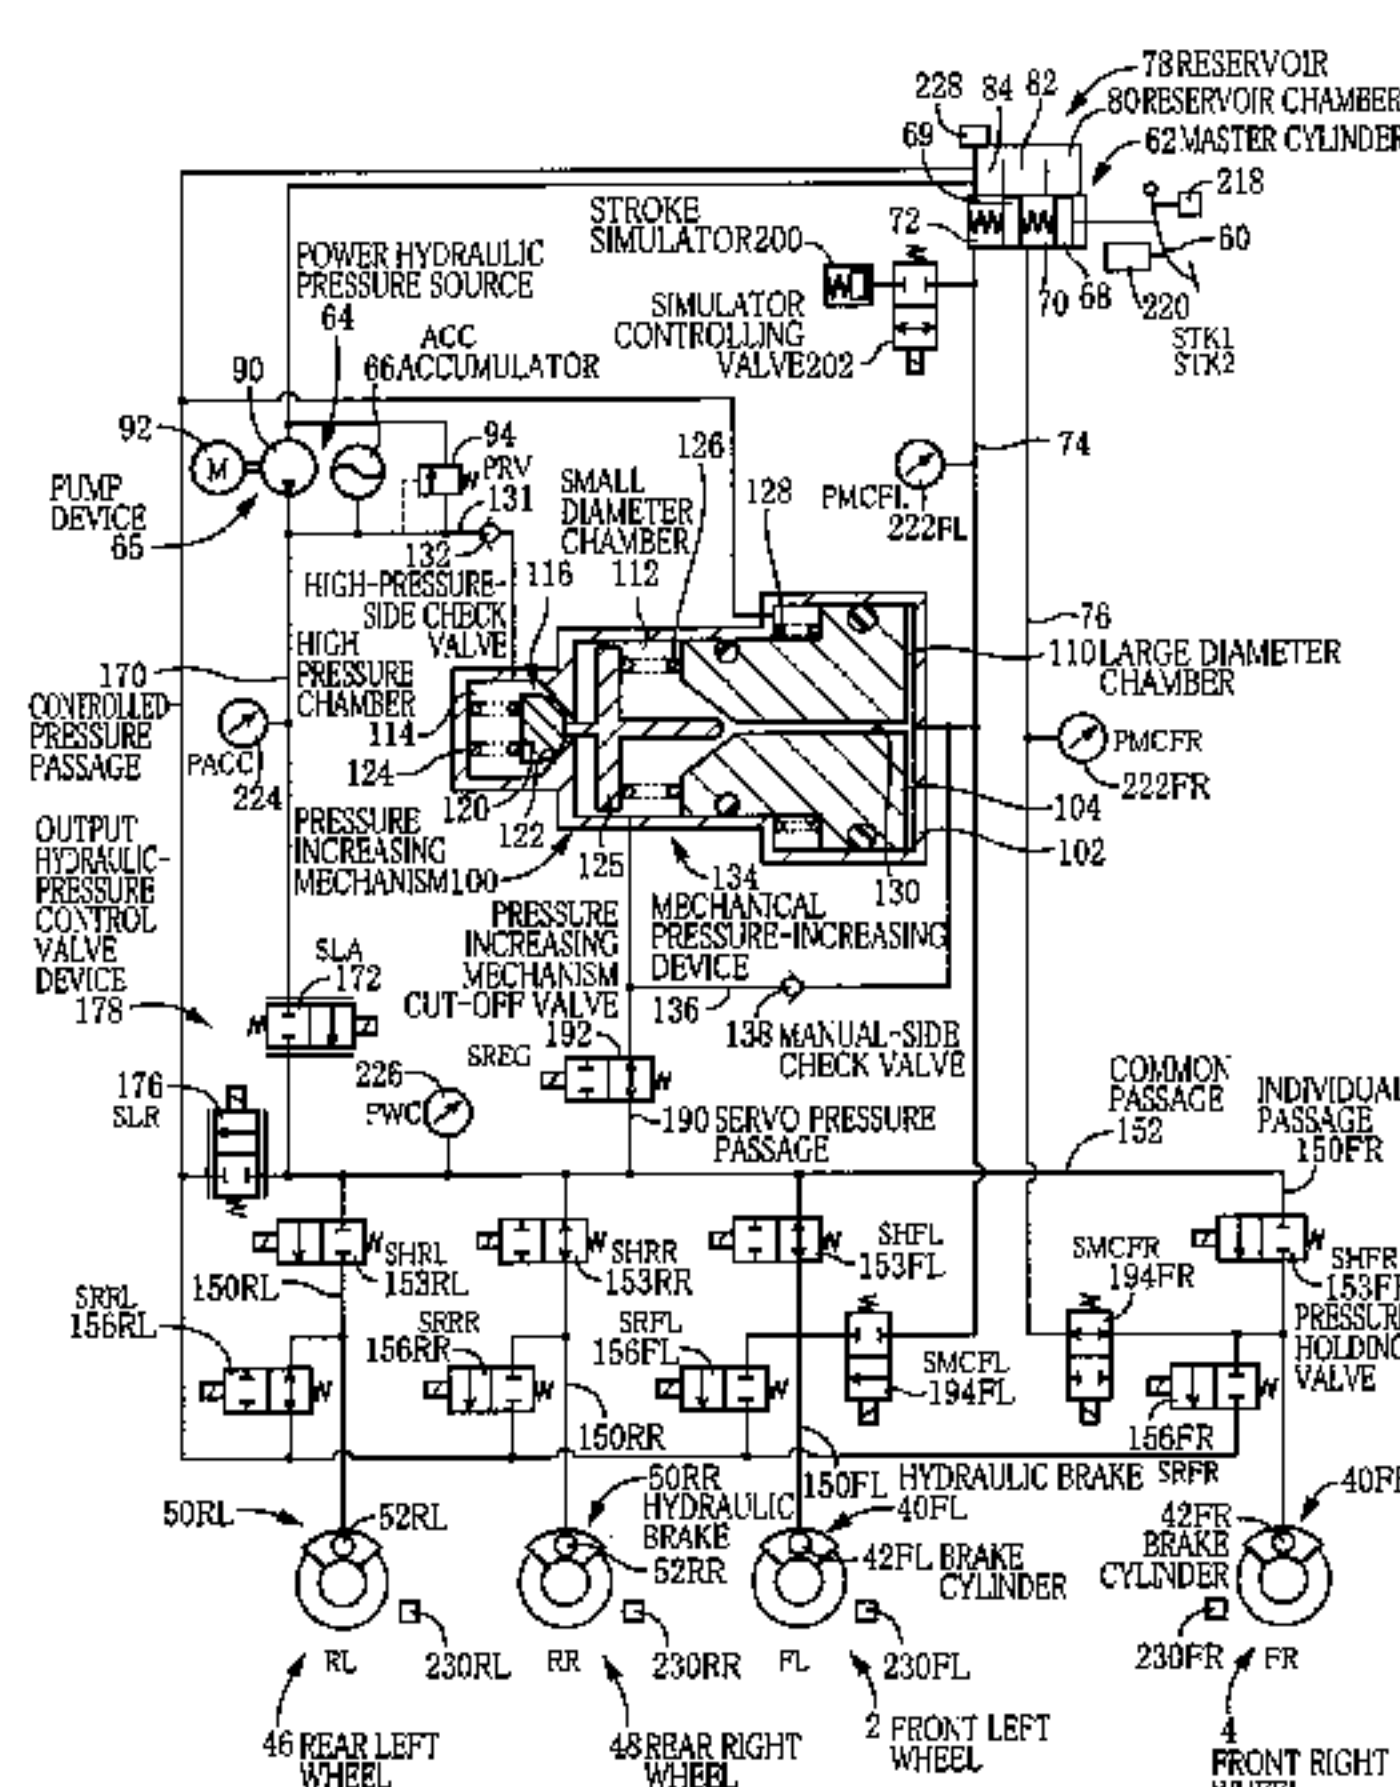 78 RESERVOIR
80 RESERVOIR CHAMBER
62 MASTER CYLINDER
228
84
82
69
218
72
60
70
68
220
STK1
STK2
STROKE
SIMULATOR 200
SIMULATOR
CONTROLLING
VALVE 202
POWER HYDRAULIC
PRESSURE SOURCE
64
ACC
66 ACCUMULATOR
90
92
M
PUMP
DEVICE
65
94
PRV
131
132
126
SMALL
DIAMETER
CHAMBER
112
128
74
PMCFL
222FL
HIGH-PRESSURE-
SIDE CHECK
VALVE
116
HIGH
PRESSURE
CHAMBER
114
76
110 LARGE DIAMETER
CHAMBER
170
CONTROLLED
PRESSURE
PASSAGE
PACC
224
124
120
122
125
PMCFR
222FR
104
102
130
134
MECHANICAL
PRESSURE-INCREASING
DEVICE
PRESSURE
INCREASING
MECHANISM 100
OUTPUT
HYDRAULIC-
PRESSURE
CONTROL
VALVE
DEVICE
178
PRESSURE
INCREASING
MECHANISM
CUT-OFF VALVE
192
SREG
SLA
172
136
138 MANUAL-SIDE
CHECK VALVE
176
SLR
226
PWC
190 SERVO PRESSURE
PASSAGE
COMMON
PASSAGE
152
INDIVIDUAL
PASSAGE
150FR
SHRL
153RL
150RL
SHRR
153RR
SHFL
153FL
SMCFR
194FR
SHFR
153FR
PRESSURE
HOLDING
VALVE
SRRL
156RL
SRRR
156RR
SRFL
156FL
SMCFL
194FL
156FR
SRFR
150RR
150FL
HYDRAULIC BRAKE
50RL
52RL
50RR
HYDRAULIC
BRAKE
52RR
40FL
42FL BRAKE
CYLINDER
42FR
BRAKE
CYLINDER
40FR
230RL
230RR
230FL
230FR
RL
RR
FL
FR
46 REAR LEFT
WHEEL
48 REAR RIGHT
WHEEL
2 FRONT LEFT
WHEEL
4
FRONT RIGHT
WHEEL